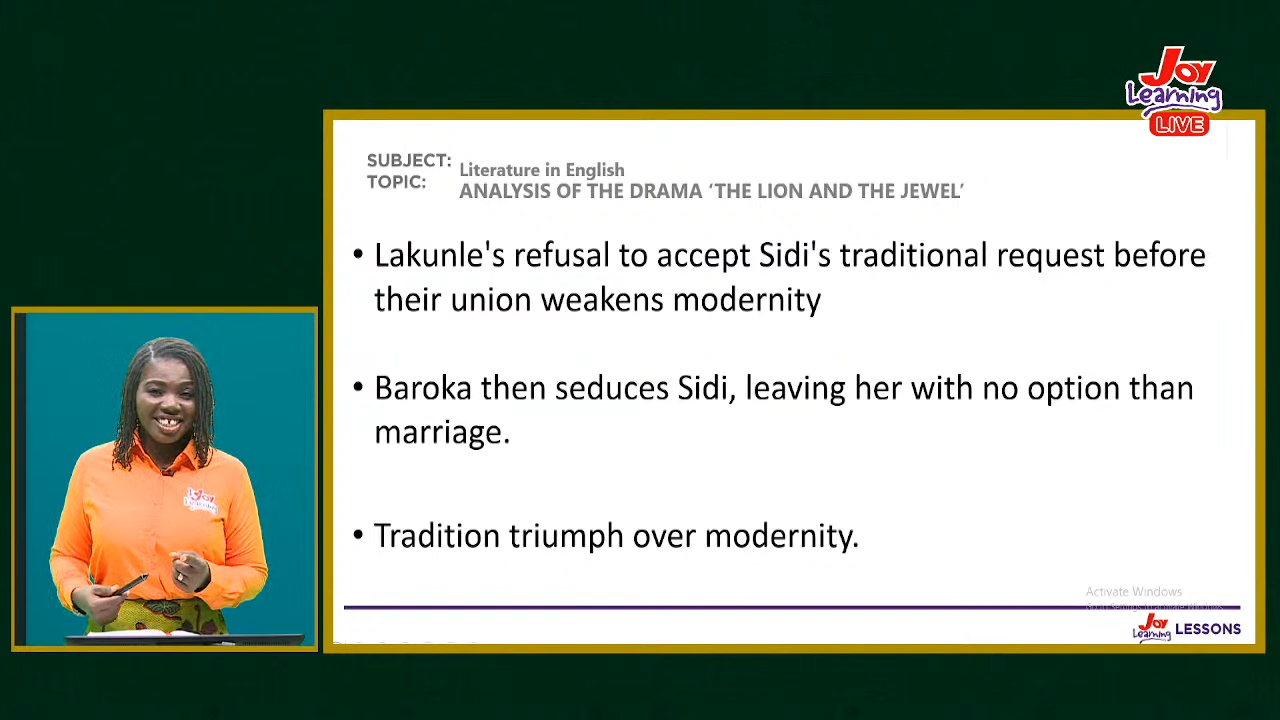 Joy
Learning
LIVE
SUBJECT: Literature in English
TOPIC: ANALYSIS OF THE DRAMA ‘THE LION AND THE JEWEL’
• Lakunle's refusal to accept Sidi's traditional request before
their union weakens modernity
• Baroka then seduces Sidi, leaving her with no option than
marriage.
• Tradition triumph over modernity.
Joy
Learning
Activate Windows
Joy
Learning LESSONS